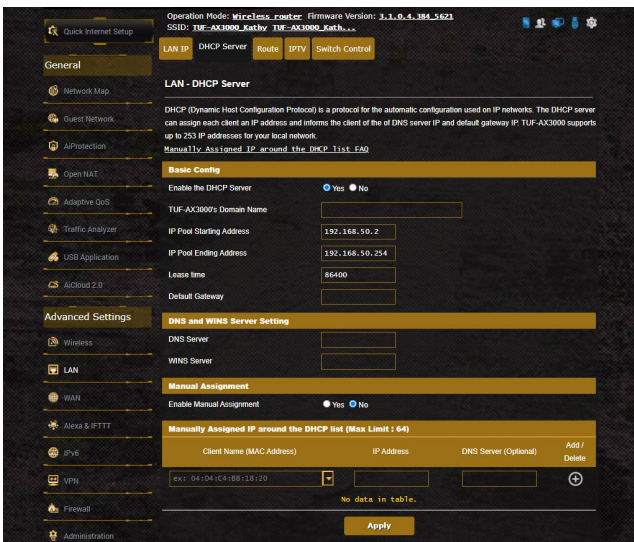 Operation Mode: Wireless router Firmware Version: 3.1.0.4.384_5621
SSID: TUF-AX3000_Kathy TUF-AX3000_Kath...
Quick Internet Setup
LAN IP DHCP Server Route IPTV Switch Control
General
Network Map
Guest Network
AiProtection
Open NAT
Adaptive QoS
Traffic Analyzer
USB Application
AiCloud 2.0
Advanced Settings
Wireless
LAN
WAN
Alexa & IFTTT
IPv6
VPN
Firewall
Administration
LAN - DHCP Server
DHCP (Dynamic Host Configuration Protocol) is a protocol for the automatic configuration used on IP networks. The DHCP server
can assign each client an IP address and informs the client of the of DNS server IP and default gateway IP. TUF-AX3000 supports
up to 253 IP addresses for your local network.
Manually Assigned IP around the DHCP list FAQ
Basic Config
Enable the DHCP Server Yes No
TUF-AX3000's Domain Name
IP Pool Starting Address 192.168.50.2
IP Pool Ending Address 192.168.50.254
Lease time 86400
Default Gateway
DNS and WINS Server Setting
DNS Server
WINS Server
Manual Assignment
Enable Manual Assignment Yes No
Manually Assigned IP around the DHCP list (Max Limit : 64)
Client Name (MAC Address) IP Address DNS Server (Optional) Add /
Delete
ex: 04:D4:C4:B8:18:20
No data in table.
Apply